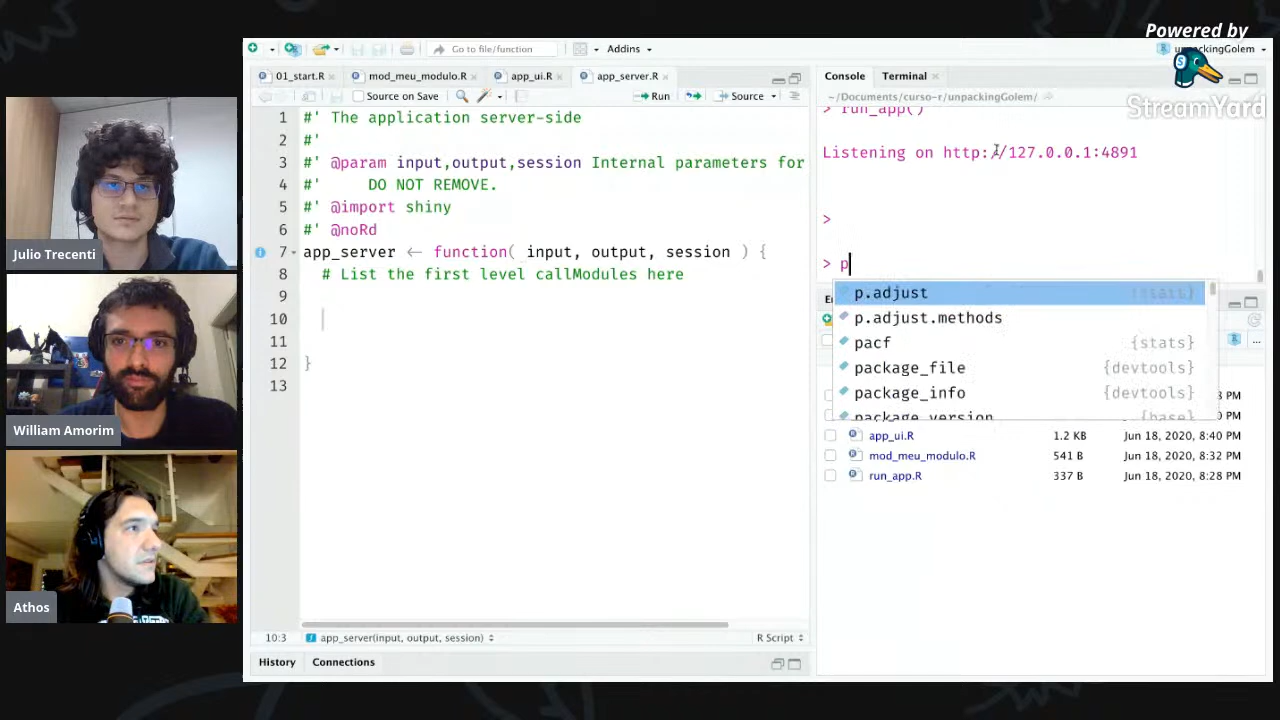 Powered by
StreamYard
Julio Trecenti
William Amorim
Athos
Go to file/function
Addins
unpackingGolem
01_start.R
mod_meu_modulo.R
app_ui.R
app_server.R
Source on Save
Run
Source
1 #' The application server-side
2 #'
3 #' @param input,output,session Internal parameters for
4 #'     DO NOT REMOVE.
5 #' @import shiny
6 #' @noRd
7 app_server ← function( input, output, session ) {
8   # List the first level callModules here
9
10
11
12 }
13
10:3 app_server(input, output, session) R Script
History Connections
Console Terminal
~/Documents/curso-r/unpackingGolem/
> run_app()
Listening on http://127.0.0.1:4891
>
> p
p.adjust {stats}
p.adjust.methods
pacf {stats}
package_file {devtools}
package_info {devtools}
package_version {base}
app_ui.R 1.2 KB Jun 18, 2020, 8:40 PM
mod_meu_modulo.R 541 B Jun 18, 2020, 8:32 PM
run_app.R 337 B Jun 18, 2020, 8:28 PM